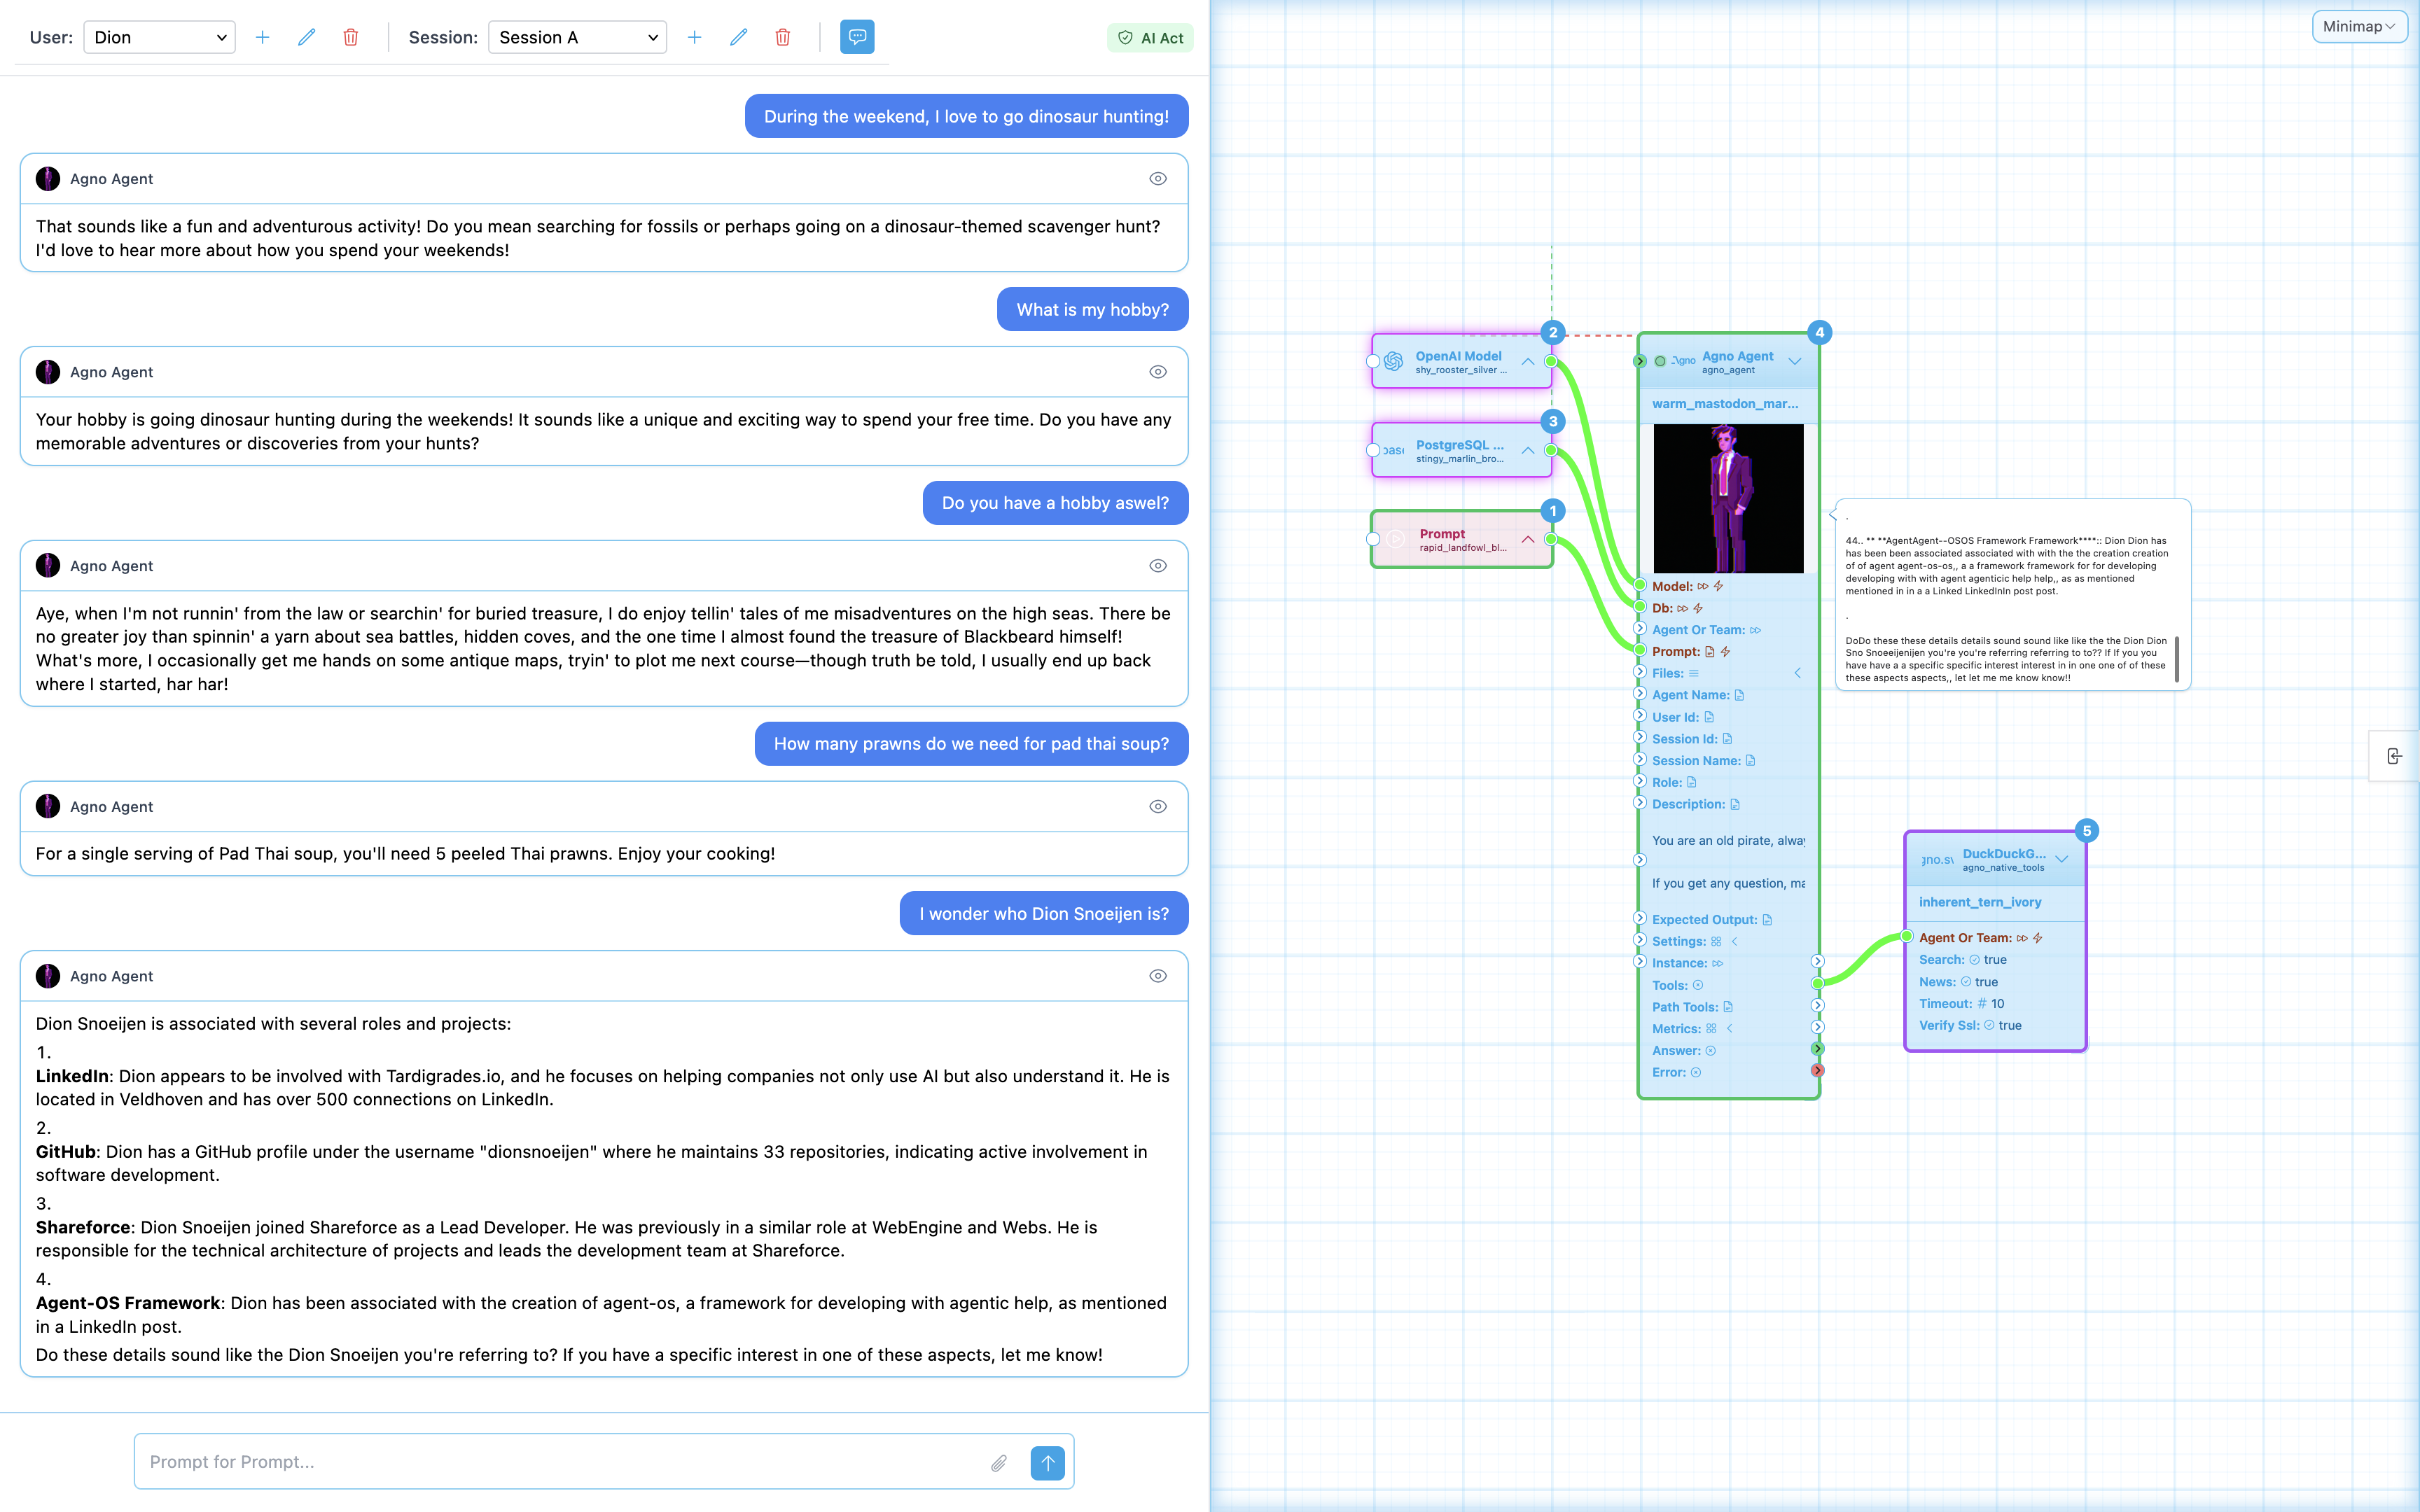 User:
Dion
Session:
Session A
AI Act
During the weekend, I love to go dinosaur hunting!
Agno Agent
That sounds like a fun and adventurous activity! Do you mean searching for fossils or perhaps going on a dinosaur-themed scavenger hunt?
I'd love to hear more about how you spend your weekends!
What is my hobby?
Agno Agent
Your hobby is going dinosaur hunting during the weekends! It sounds like a unique and exciting way to spend your free time. Do you have any
memorable adventures or discoveries from your hunts?
Do you have a hobby aswel?
Agno Agent
Aye, when I'm not runnin' from the law or searchin' for buried treasure, I do enjoy tellin' tales of me misadventures on the high seas. There be
no greater joy than spinnin' a yarn about sea battles, hidden coves, and the one time I almost found the treasure of Blackbeard himself!
What's more, I occasionally get me hands on some antique maps, tryin' to plot me next course—though truth be told, I usually end up back
where I started, har har!
How many prawns do we need for pad thai soup?
Agno Agent
For a single serving of Pad Thai soup, you'll need 5 peeled Thai prawns. Enjoy your cooking!
I wonder who Dion Snoeijen is?
Agno Agent
Dion Snoeijen is associated with several roles and projects:
1.
LinkedIn: Dion appears to be involved with Tardigrades.io, and he focuses on helping companies not only use AI but also understand it. He is
located in Veldhoven and has over 500 connections on LinkedIn.
2.
GitHub: Dion has a GitHub profile under the username "dionsnoeijen" where he maintains 33 repositories, indicating active involvement in
software development.
3.
Shareforce: Dion Snoeijen joined Shareforce as a Lead Developer. He was previously in a similar role at WebEngine and Webs. He is
responsible for the technical architecture of projects and leads the development team at Shareforce.
4.
Agent-OS Framework: Dion has been associated with the creation of agent-os, a framework for developing with agentic help, as mentioned
in a LinkedIn post.
Do these details sound like the Dion Snoeijen you're referring to? If you have a specific interest in one of these aspects, let me know!
Prompt for Prompt...
Minimap
2
OpenAI Model
shy_rooster_silver ...
3
base
PostgreSQL ...
stingy_marlin_bro...
1
Prompt
rapid_landfowl_bl...
4
Agno Agent
agno_agent
warm_mastodon_mar...
Model:
Db:
Agent Or Team:
Prompt:
Files:
Agent Name:
User Id:
Session Id:
Session Name:
Role:
Description:
You are an old pirate, alway
If you get any question, ma
Expected Output:
Settings:
Instance:
Tools:
Path Tools:
Metrics:
Answer:
Error:
.
44.. ** **AgentAgent--OSOS Framework Framework****:: Dion Dion has
has been been associated associated with with the the creation creation
of of agent agent-os-os,, a a framework framework for for developing
developing with with agent agenticic help help,, as as mentioned
mentioned in in a a Linked LinkedInIn post post.
.
DoDo these these details details sound sound like like the the Dion Dion
Sno Snoeeijenijen you're you're referring referring to to?? If If you you
have have a a specific specific interest interest in in one one of of these
these aspects aspects,, let let me me know know!!
5
gno.sv
DuckDuckG...
agno_native_tools
inherent_tern_ivory
Agent Or Team:
Search: true
News: true
Timeout: # 10
Verify Ssl: true